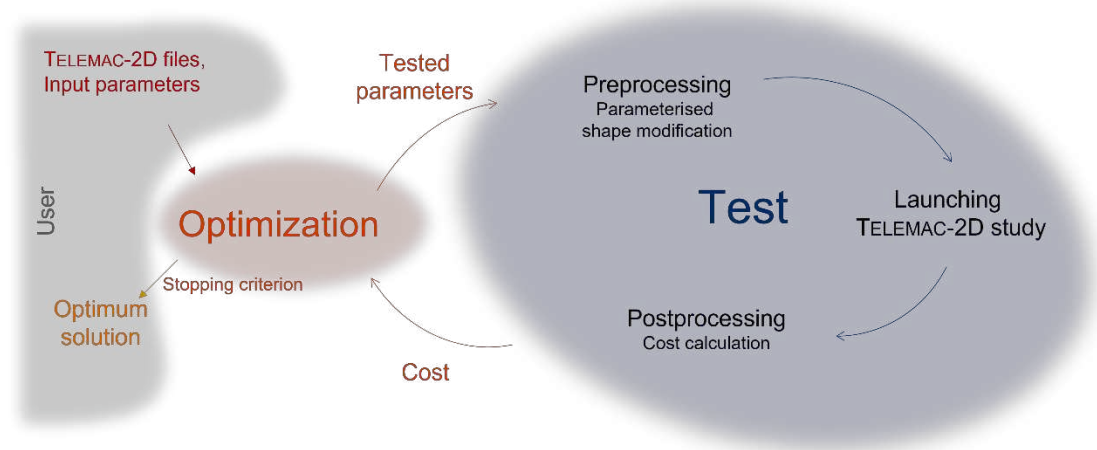 TELEMAC-2D files,
Input parameters
Tested
parameters
Preprocessing
Parameterised
shape modification
User
Optimization
Test
Launching
TELEMAC-2D study
Stopping criterion
Optimum
solution
Postprocessing
Cost calculation
Cost